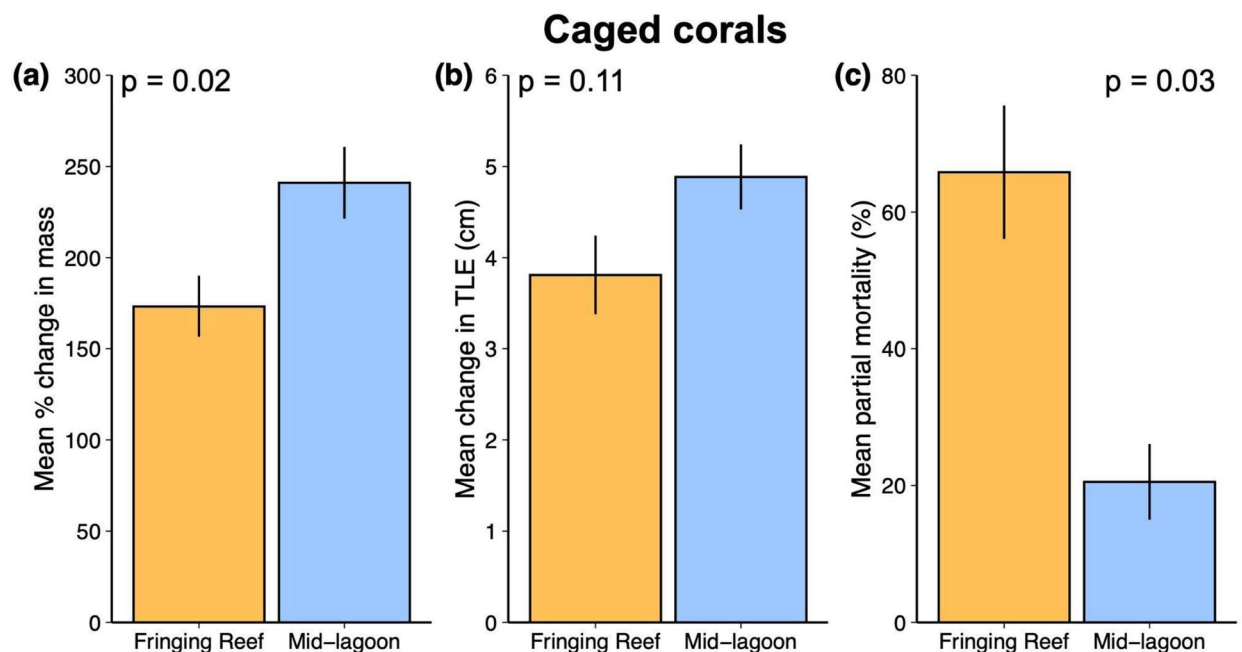 Caged corals
(a)
p = 0.02
Mean % change in mass
300
250
200
150
100
50
0
Fringing Reef
Mid-lagoon
(b)
p = 0.11
Mean change in TLE (cm)
6
5
4
3
2
1
0
Fringing Reef
Mid-lagoon
(c)
p = 0.03
Mean partial mortality (%)
80
60
40
20
0
Fringing Reef
Mid-lagoon